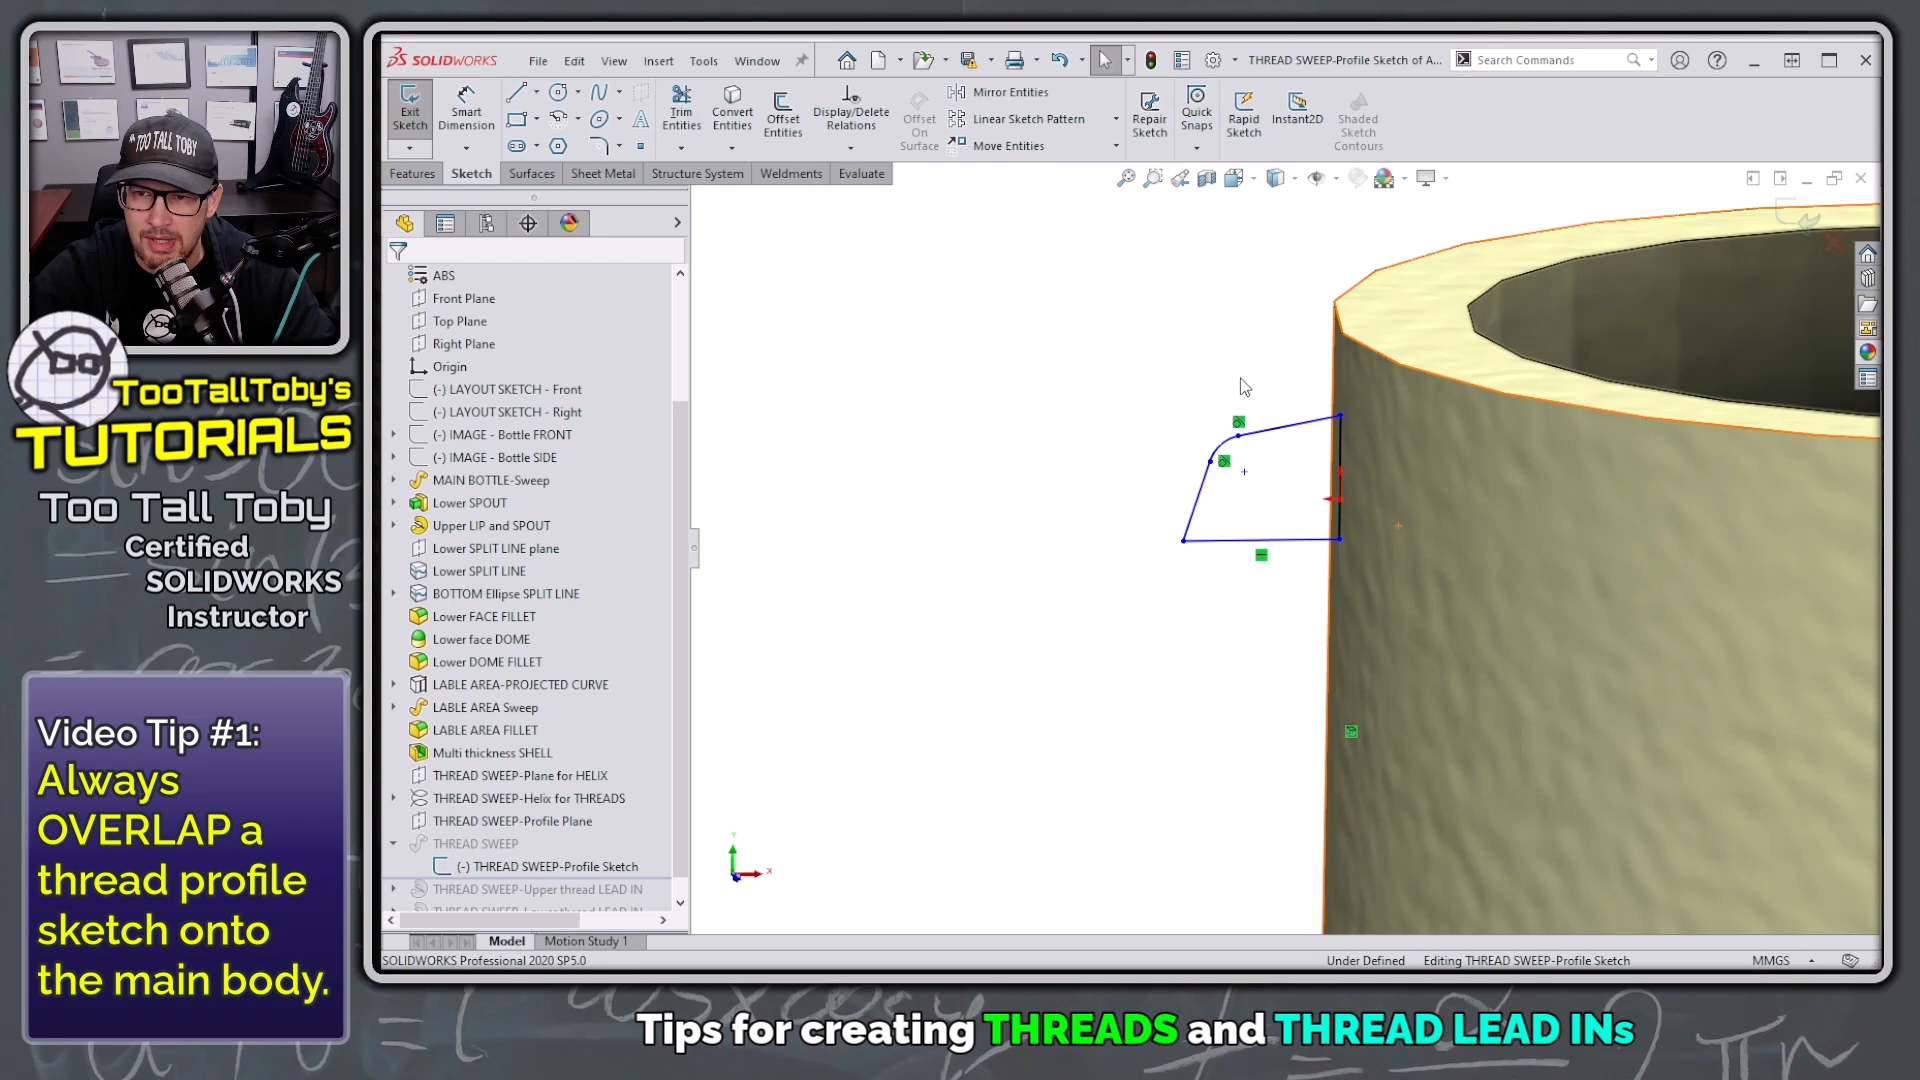 TOO TALL TOBY
TooTallToby's
TUTORIALS
Too Tall Toby
Certified
SOLIDWORKS
Instructor
Video Tip #1:
Always
OVERLAP a
thread profile
sketch onto
the main body.
SOLIDWORKS
File Edit View Insert Tools Window
THREAD SWEEP-Profile Sketch of A...
Search Commands
Exit Sketch
Smart Dimension
Trim Entities
Convert Entities
Offset Entities
Display/Delete Relations
Offset On Surface
Mirror Entities
Linear Sketch Pattern
Move Entities
Repair Sketch
Quick Snaps
Rapid Sketch
Instant2D
Shaded Sketch Contours
Features Sketch Surfaces Sheet Metal Structure System Weldments Evaluate
ABS
Front Plane
Top Plane
Right Plane
Origin
(-) LAYOUT SKETCH - Front
(-) LAYOUT SKETCH - Right
(-) IMAGE - Bottle FRONT
(-) IMAGE - Bottle SIDE
MAIN BOTTLE-Sweep
Lower SPOUT
Upper LIP and SPOUT
Lower SPLIT LINE plane
Lower SPLIT LINE
BOTTOM Ellipse SPLIT LINE
Lower FACE FILLET
Lower face DOME
Lower DOME FILLET
LABLE AREA-PROJECTED CURVE
LABLE AREA Sweep
LABLE AREA FILLET
Multi thickness SHELL
THREAD SWEEP-Plane for HELIX
THREAD SWEEP-Helix for THREADS
THREAD SWEEP-Profile Plane
THREAD SWEEP
(-) THREAD SWEEP-Profile Sketch
THREAD SWEEP-Upper thread LEAD IN
THREAD SWEEP-Lower thread LEAD IN
Y
X
Model Motion Study 1
SOLIDWORKS Professional 2020 SP5.0
Under Defined Editing THREAD SWEEP-Profile Sketch MMGS
Tips for creating THREADS and THREAD LEAD INs